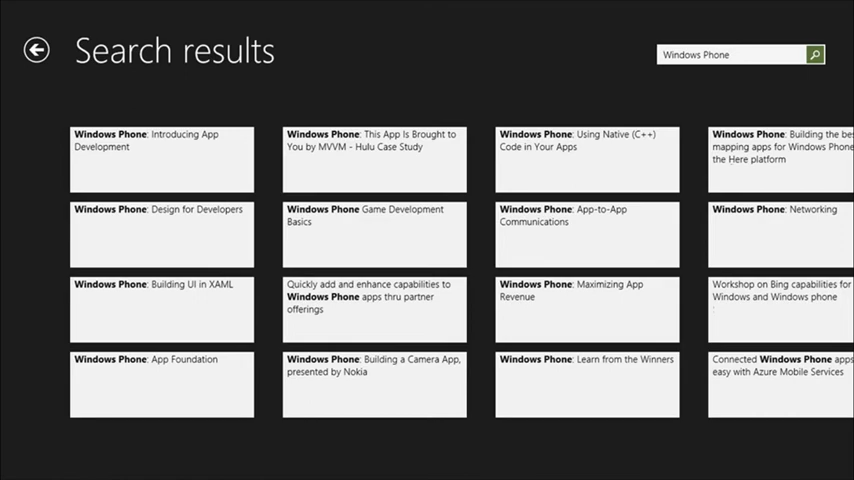 Search results
Windows Phone
Windows Phone: Introducing App
Development
Windows Phone: Design for Developers
Windows Phone: Building UI in XAML
Windows Phone: App Foundation
Windows Phone: This App Is Brought to
You by MVVM - Hulu Case Study
Windows Phone Game Development
Basics
Quickly add and enhance capabilities to
Windows Phone apps thru partner
offerings
Windows Phone: Building a Camera App,
presented by Nokia
Windows Phone: Using Native (C++)
Code in Your Apps
Windows Phone: App-to-App
Communications
Windows Phone: Maximizing App
Revenue
Windows Phone: Learn from the Winners
Windows Phone: Building the bes
mapping apps for Windows Phone
the Here platform
Windows Phone: Networking
Workshop on Bing capabilities for
Windows and Windows phone
Connected Windows Phone apps
easy with Azure Mobile Services